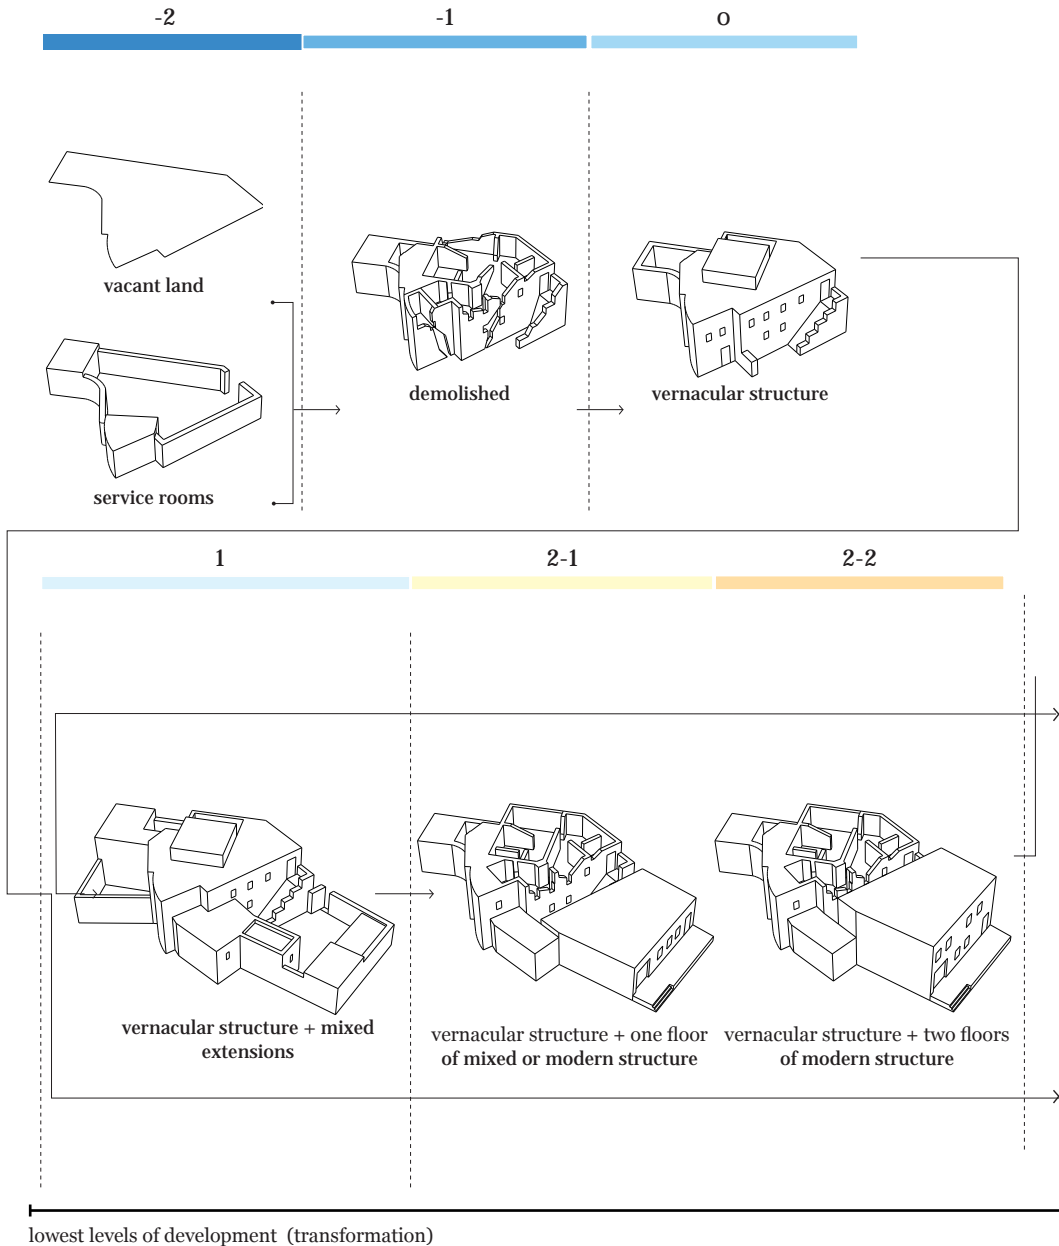 -2
-1
0
vacant land
service rooms
demolished
vernacular structure
1
2-1
2-2
vernacular structure + mixed
extensions
vernacular structure + one floor
of mixed or modern structure
vernacular structure + two floors
of modern structure
lowest levels of development (transformation)